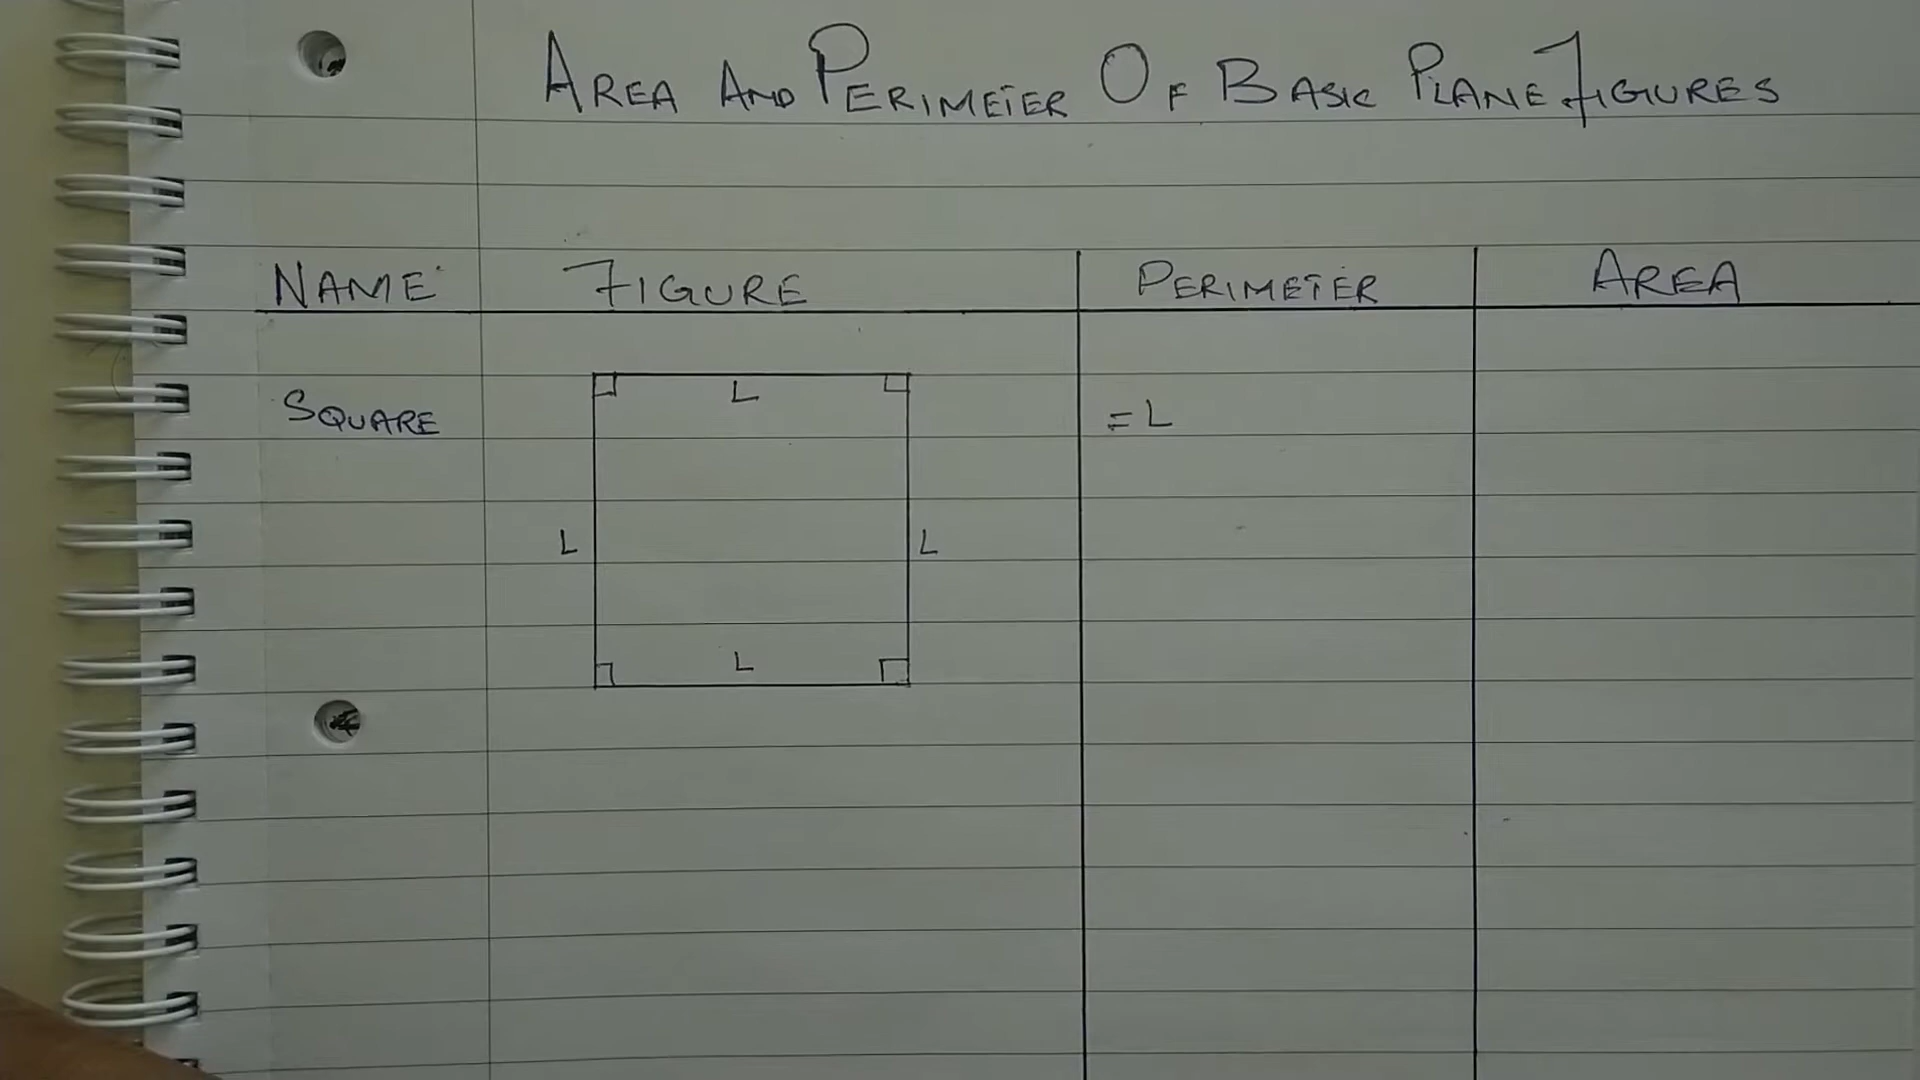 AREA AND PERIMETER OF BASIC PLANE FIGURES
NAME FIGURE PERIMETER AREA
L
SQUARE = L
L L
L